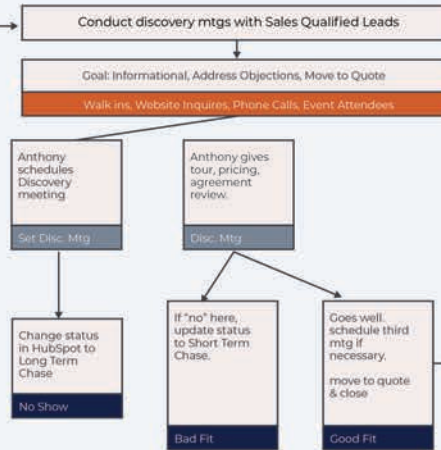 Conduct discovery mtgs with Sales Qualified Leads
Goal: Informational, Address Objections, Move to Quote
Walk ins, Website Inquires, Phone Calls, Event Attendees
Anthony
schedules
Discovery
meeting
Set Disc. Mtg
Anthony gives
tour, pricing,
agreement
review.
Disc. Mtg
Change status
in HubSpot to
Long Term
Chase
No Show
If "no" here,
update status
to Short Term
Chase.
Bad Fit
Goes well.
schedule third
mtg if
necessary.
move to quote
& close
Good Fit